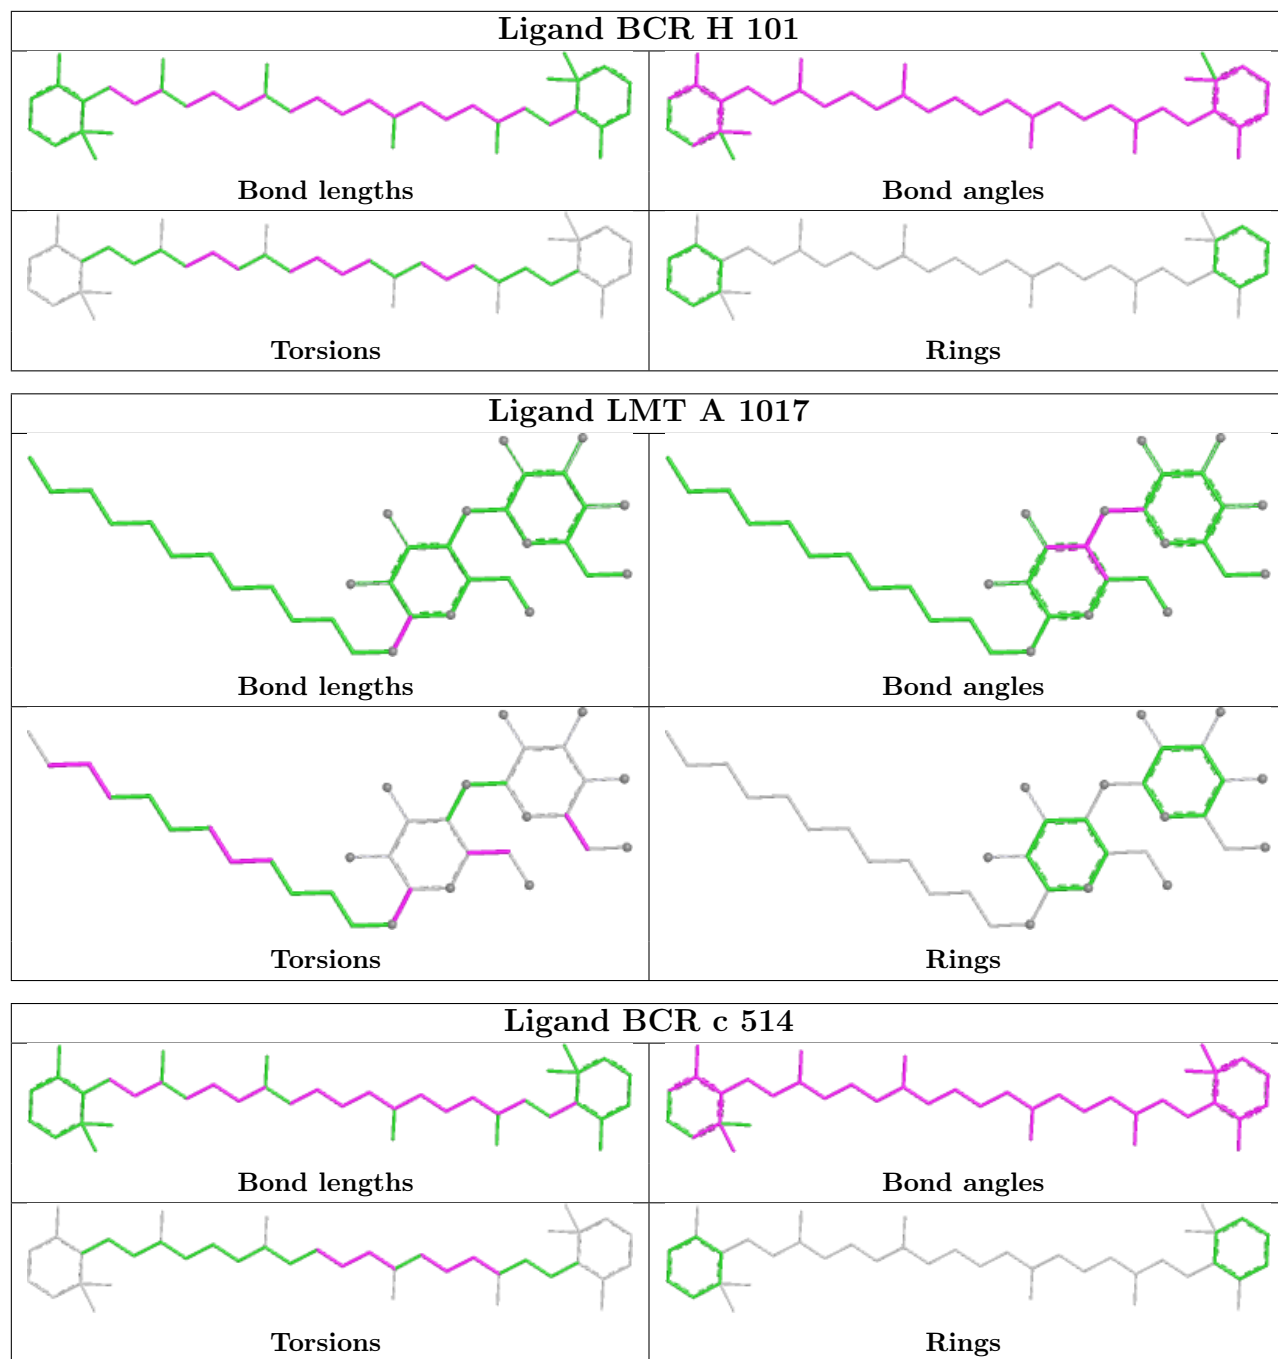 Ligand BCR H 101
Bond lengths
Bond angles
Torsions
Rings
Ligand LMT A 1017
Bond lengths
Bond angles
Torsions
Rings
Ligand BCR c 514
Bond lengths
Bond angles
Torsions
Rings